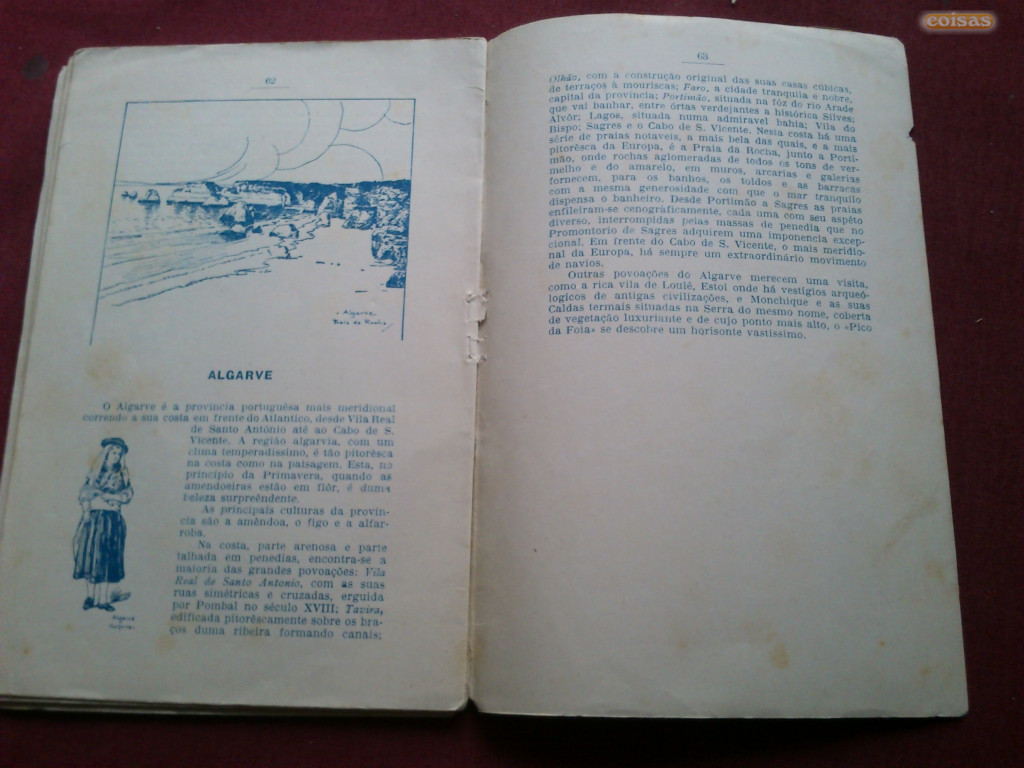 coisas
62
Algarve
ALGARVE
O Algarve é a provincia portuguêsa mais meridional
correndo a sua costa em frente do Atlantico, desde Vila Real
de Santo António até ao Cabo de S.
Vicente. A região algarvia, com um
clima temperadissimo, é tão pitorêsca
na costa como na paisagem. Esta, no
princípio da Primavera, quando as
amendoeiras estão em flôr, é duma
beleza surpreêndente.
As principais culturas da provín-
cia são a amêndoa, o figo e a alfar-
roba.
Na costa, parte arenosa e parte
talhada em penedias, encontra-se a
maioria das grandes povoações: Vila
Real de Santo Antonio, com as suas
ruas simétricas e cruzadas, erguida
por Pombal no século XVIII; Tavira,
edificada pitorêscamente sobre os bra-
ços duma ribeira formando canais;
Algarve
63
Olhão, com a construção original das suas casas cúbicas,
de terraços à mouriscas; Faro, a cidade tranquila e nobre,
capital da província; Portimão, situada na fóz do rio Arade
que vai banhar, entre órtas verdejantes a histórica Silves;
Alvôr; Lagos, situada numa admiravel bahia; Vila do
Bispo; Sagres e o Cabo de S. Vicente. Nesta costa há uma
série de praias notaveis, a mais bela das quais, e a mais
pitorêsca da Europa, é a Praia da Rocha, junto a Porti-
mão, onde rochas aglomeradas de todos os tons de ver-
melho e do amarelo, em muros, arcarias e galerias
fornecem, para os banhos, os toldos e as barracas
com a mesma generosidade com que o mar tranquilo
dispensa o banheiro. Desde Portimão a Sagres as praias
enfileiram-se cenográficamente, cada uma com seu aspéto
diverso, interrompidas pelas massas de penedia que no
Promontorio de Sagres adquirem uma imponencia excep-
cional. Em frente do Cabo de S. Vicente, o mais meridio-
nal da Europa, há sempre um extraordinário movimento
de navios.
Outras povoações do Algarve merecem uma visita,
como a rica vila de Loulé, Estoi onde há vestígios arqueó-
logicos de antigas civilizações, e Monchique e as suas
Caldas termais situadas na Serra do mesmo nome, coberta
de vegetação luxuriante e de cujo ponto mais alto, o «Pico
da Foia» se descobre um horisonte vastissimo.